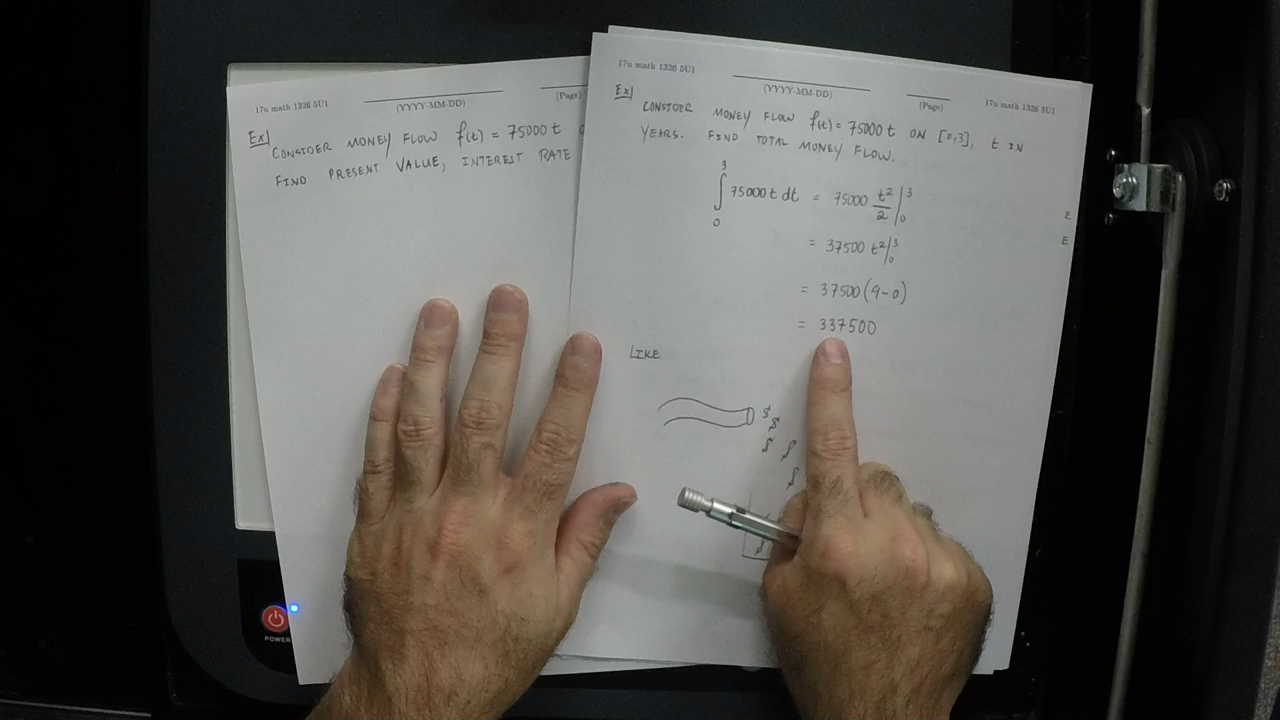 17u math 1326 5U1
(YYYY-MM-DD)
(Page)
Ex)
CONSIDER MONEY FLOW f(t) = 75000 t
FIND PRESENT VALUE, INTEREST RATE
17u math 1326 5U1
(YYYY-MM-DD)
(Page)
17u math 1326 5U1
Ex)
CONSIDER MONEY FLOW f(t) = 75000 t ON [0,3], t IN
YEARS. FIND TOTAL MONEY FLOW.
∫₀³ 75000 t dt = 75000 t²/2 |₀³
= 37500 t² |₀³
= 37500 (9-0)
= 337500
LIKE
$
$
$ $
$
POWER